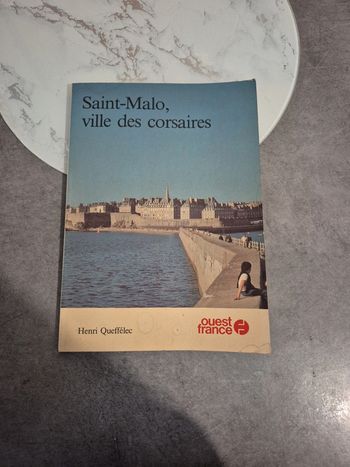 Saint-Malo,
ville des corsaires
Henri Queffélec
ouest
france